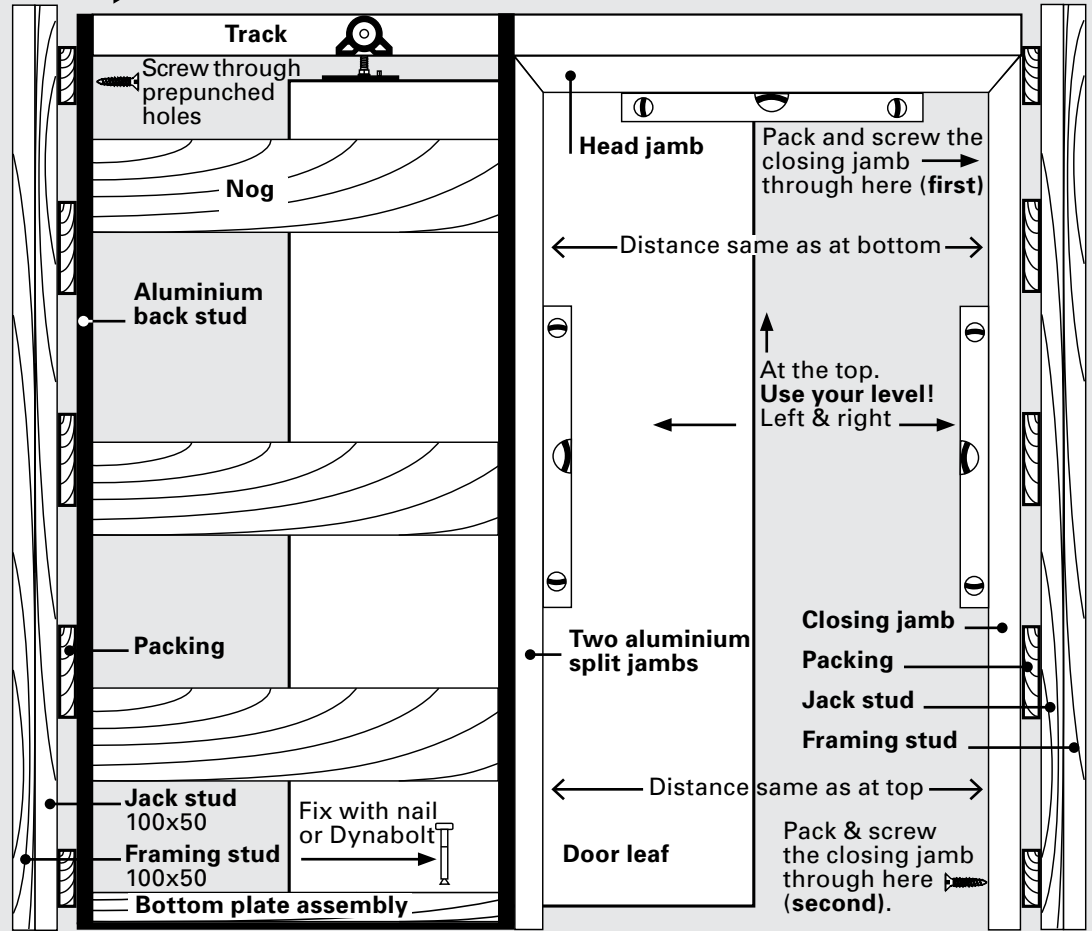 Track
Screw through
prepunched
holes
Nog
Aluminium
back stud
Packing
Jack stud
100x50
Framing stud
100x50
Fix with nail
or Dynabolt
Bottom plate assembly
Head jamb
Pack and screw the
closing jamb
through here (first)
Distance same as at bottom
At the top.
Use your level!
Left & right
Two aluminium
split jambs
Closing jamb
Packing
Jack stud
Framing stud
Distance same as at top
Door leaf
Pack & screw
the closing jamb
through here
(second).